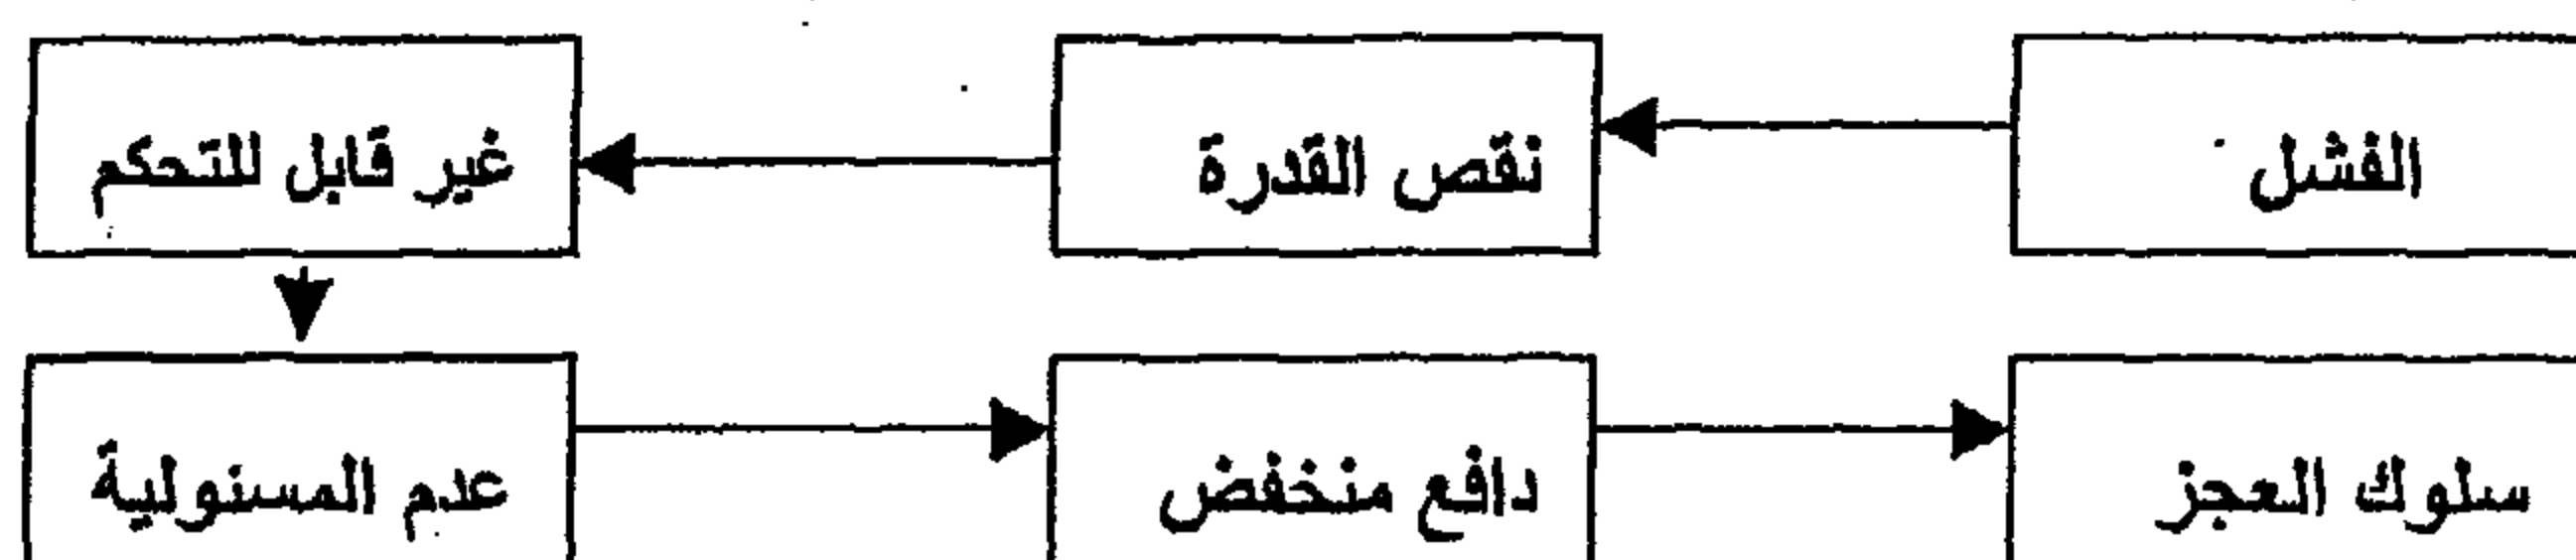 الفشل نقص القدرة غير قابل للتحكم
سلوك العجز دافع منخفض عدم المسئولية